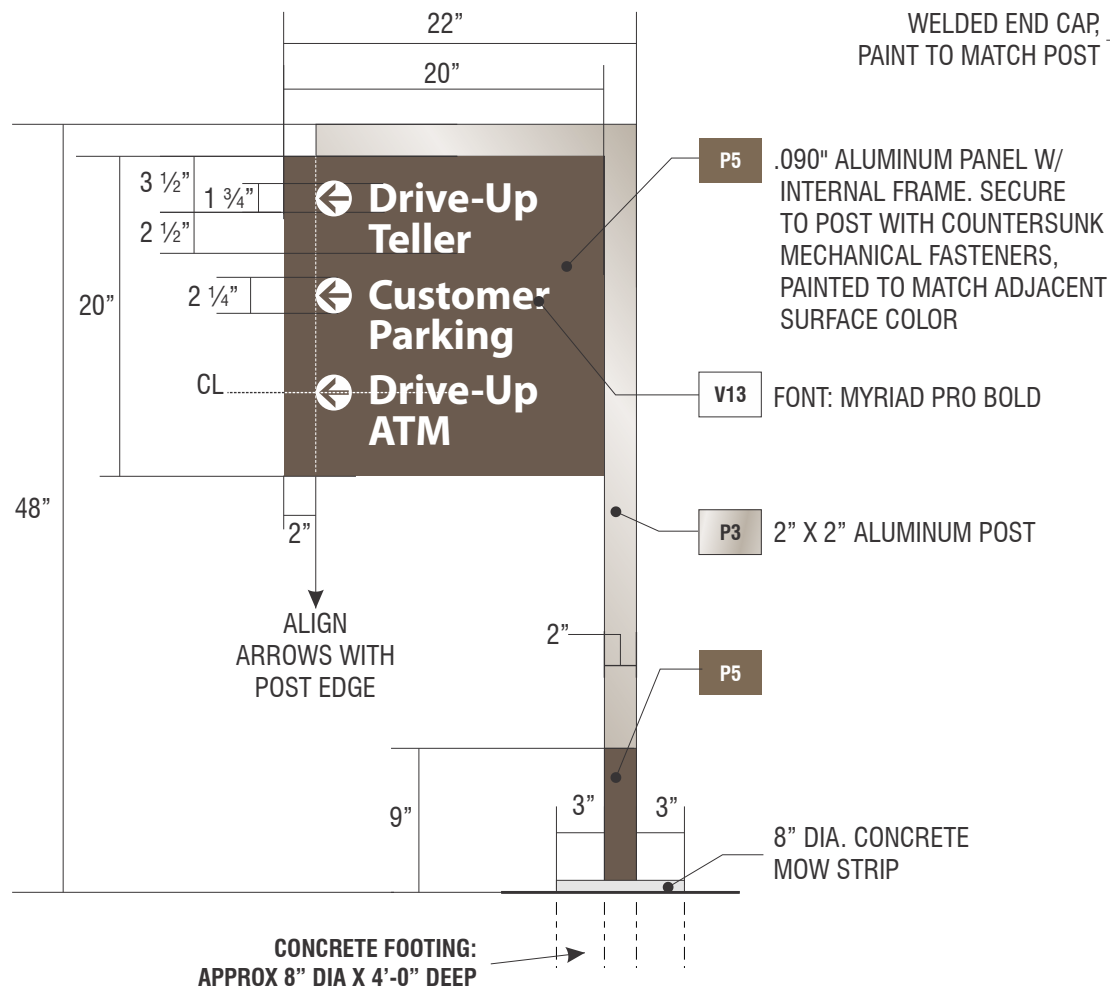 22”
20”
WELDED END CAP,
PAINT TO MATCH POST
3 ½”
1 ¾”
2 ½”
2 ¼”
20”
CL
48”
2”
ALIGN
ARROWS WITH
POST EDGE
Drive-Up
Teller
Customer
Parking
Drive-Up
ATM
P5
.090" ALUMINUM PANEL W/
INTERNAL FRAME. SECURE
TO POST WITH COUNTERSUNK
MECHANICAL FASTENERS,
PAINTED TO MATCH ADJACENT
SURFACE COLOR
V13 FONT: MYRIAD PRO BOLD
P3 2” X 2” ALUMINUM POST
2”
P5
9”
3”
3”
8” DIA. CONCRETE
MOW STRIP
CONCRETE FOOTING:
APPROX 8” DIA X 4’-0” DEEP